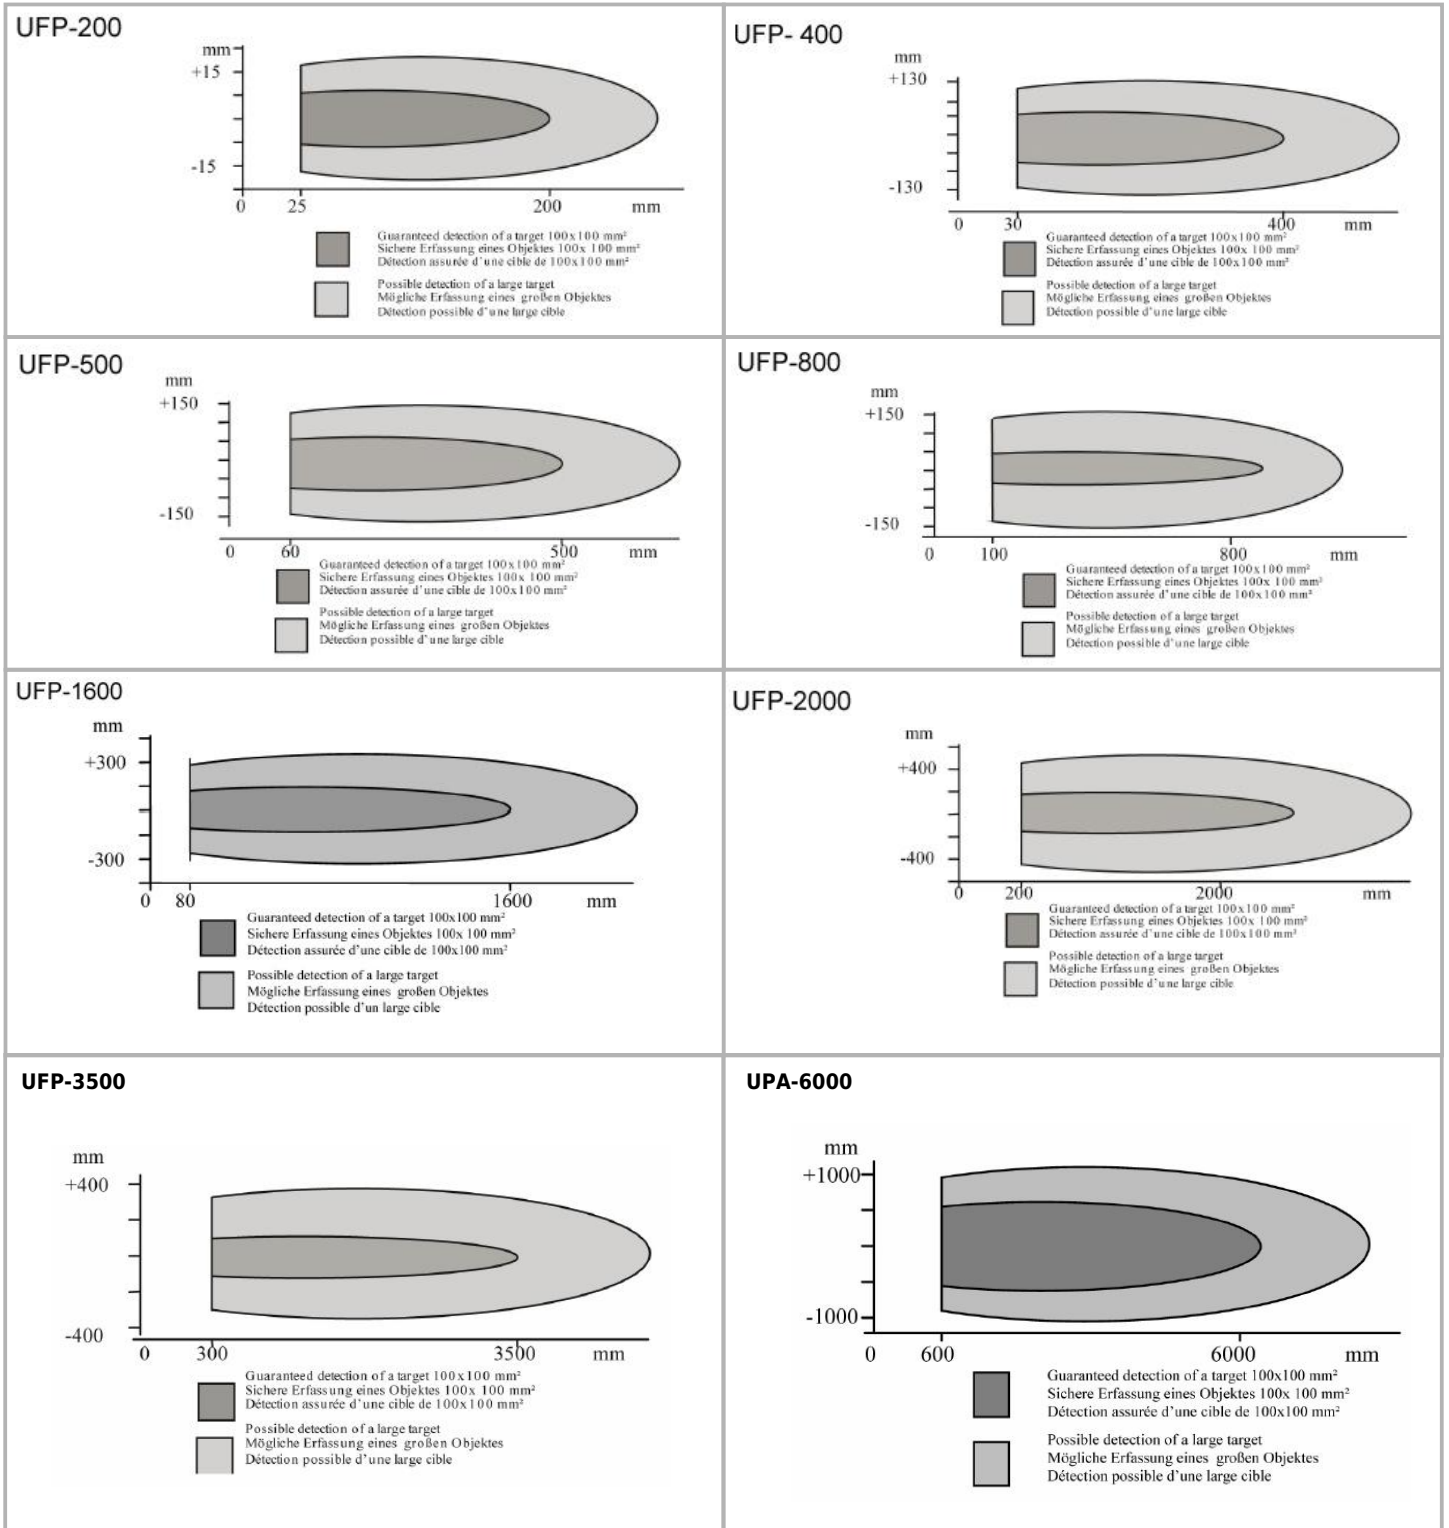 UFP-200
mm
+15
-15
0 25 200 mm
Guaranteed detection of a target 100x100 mm²
Sichere Erfassung eines Objektes 100x 100 mm²
Détection assurée d'une cible de 100x100 mm²
Possible detection of a large target
Mögliche Erfassung eines großen Objektes
Détection possible d'une large cible
UFP- 400
mm
+130
-130
0 30 400 mm
Guaranteed detection of a target 100x100 mm²
Sichere Erfassung eines Objektes 100x 100 mm²
Détection assurée d'une cible de 100x100 mm²
Possible detection of a large target
Mögliche Erfassung eines großen Objektes
Détection possible d'une large cible
UFP-500
mm
+150
-150
0 60 500 mm
Guaranteed detection of a target 100x100 mm²
Sichere Erfassung eines Objektes 100x 100 mm²
Détection assurée d'une cible de 100x100 mm²
Possible detection of a large target
Mögliche Erfassung eines großen Objektes
Détection possible d'une large cible
UFP-800
mm
+150
-150
0 100 800 mm
Guaranteed detection of a target 100x100 mm²
Sichere Erfassung eines Objektes 100x 100 mm²
Détection assurée d'une cible de 100x100 mm²
Possible detection of a large target
Mögliche Erfassung eines großen Objektes
Détection possible d'une large cible
UFP-1600
mm
+300
-300
0 80 1600 mm
Guaranteed detection of a target 100x100 mm²
Sichere Erfassung eines Objektes 100x 100 mm²
Détection assurée d'une cible de 100x100 mm²
Possible detection of a large target
Mögliche Erfassung eines großen Objektes
Détection possible d'un large cible
UFP-2000
mm
+400
-400
0 200 2000 mm
Guaranteed detection of a target 100x100 mm²
Sichere Erfassung eines Objektes 100x 100 mm²
Détection assurée d'une cible de 100x100 mm²
Possible detection of a large target
Mögliche Erfassung eines großen Objektes
Détection possible d'une large cible
UFP-3500
mm
+400
-400
0 300 3500 mm
Guaranteed detection of a target 100x100 mm²
Sichere Erfassung eines Objektes 100x 100 mm²
Détection assurée d'une cible de 100x100 mm²
Possible detection of a large target
Mögliche Erfassung eines großen Objektes
Détection possible d'une large cible
UPA-6000
mm
+1000
-1000
0 600 6000 mm
Guaranteed detection of a target 100x100 mm²
Sichere Erfassung eines Objektes 100x 100 mm²
Détection assurée d'une cible de 100x100 mm²
Possible detection of a large target
Mögliche Erfassung eines großen Objektes
Détection possible d'une large cible